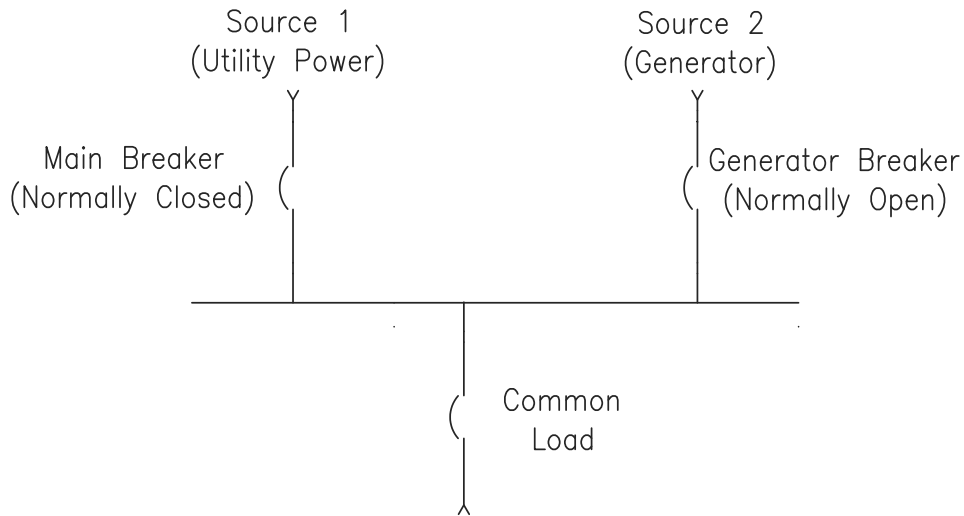 Source 1
(Utility Power)
Source 2
(Generator)
Main Breaker
(Normally Closed)
Generator Breaker
(Normally Open)
Common
Load